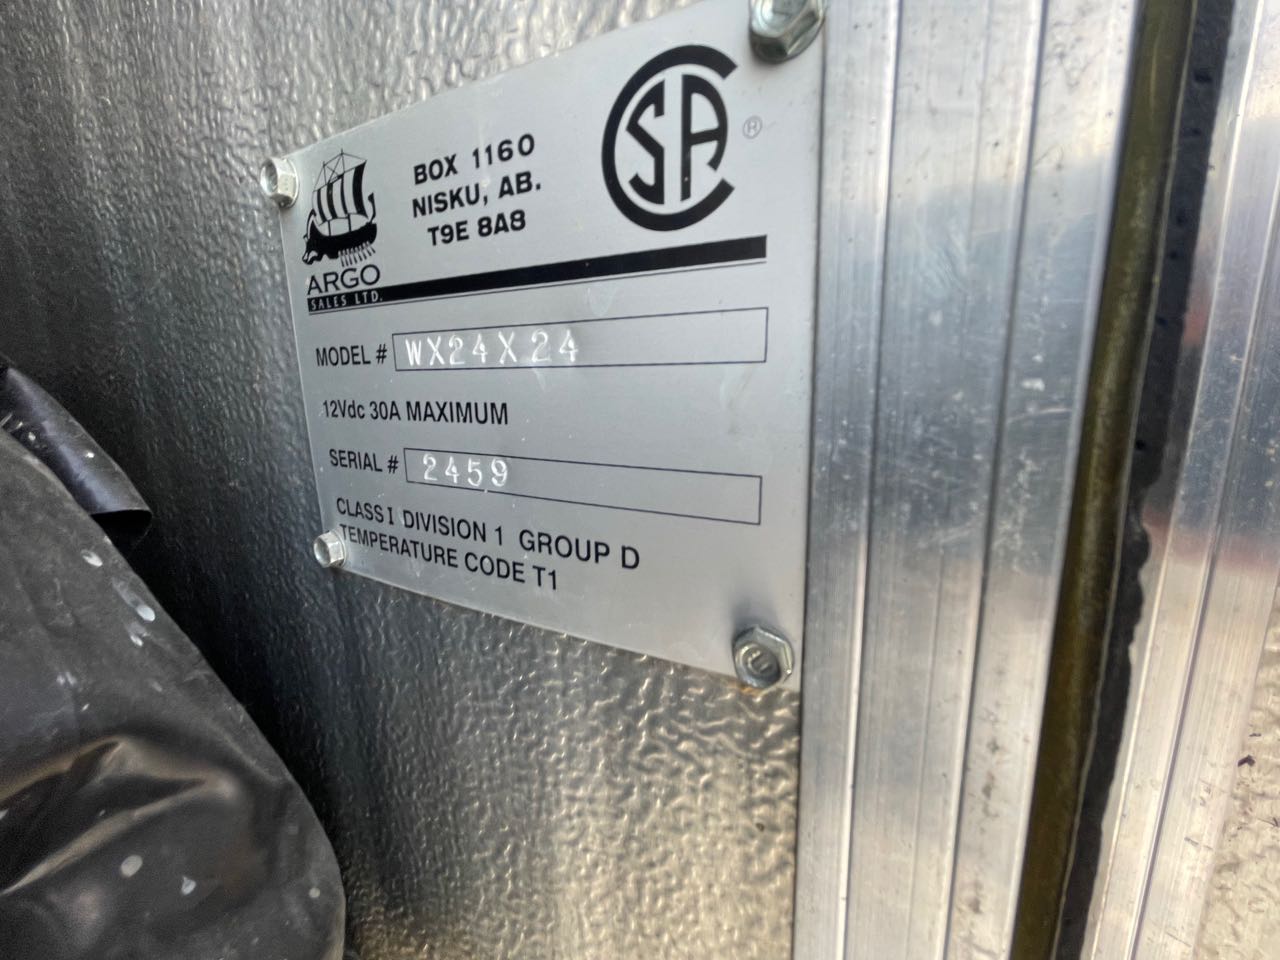 BOX 1160
NISKU, AB.
T9E 8A8
CSA ®
ARGO
SALES LTD.
MODEL # WX24X24
12Vdc 30A MAXIMUM
SERIAL # 2459
CLASS I DIVISION 1 GROUP D
TEMPERATURE CODE T1